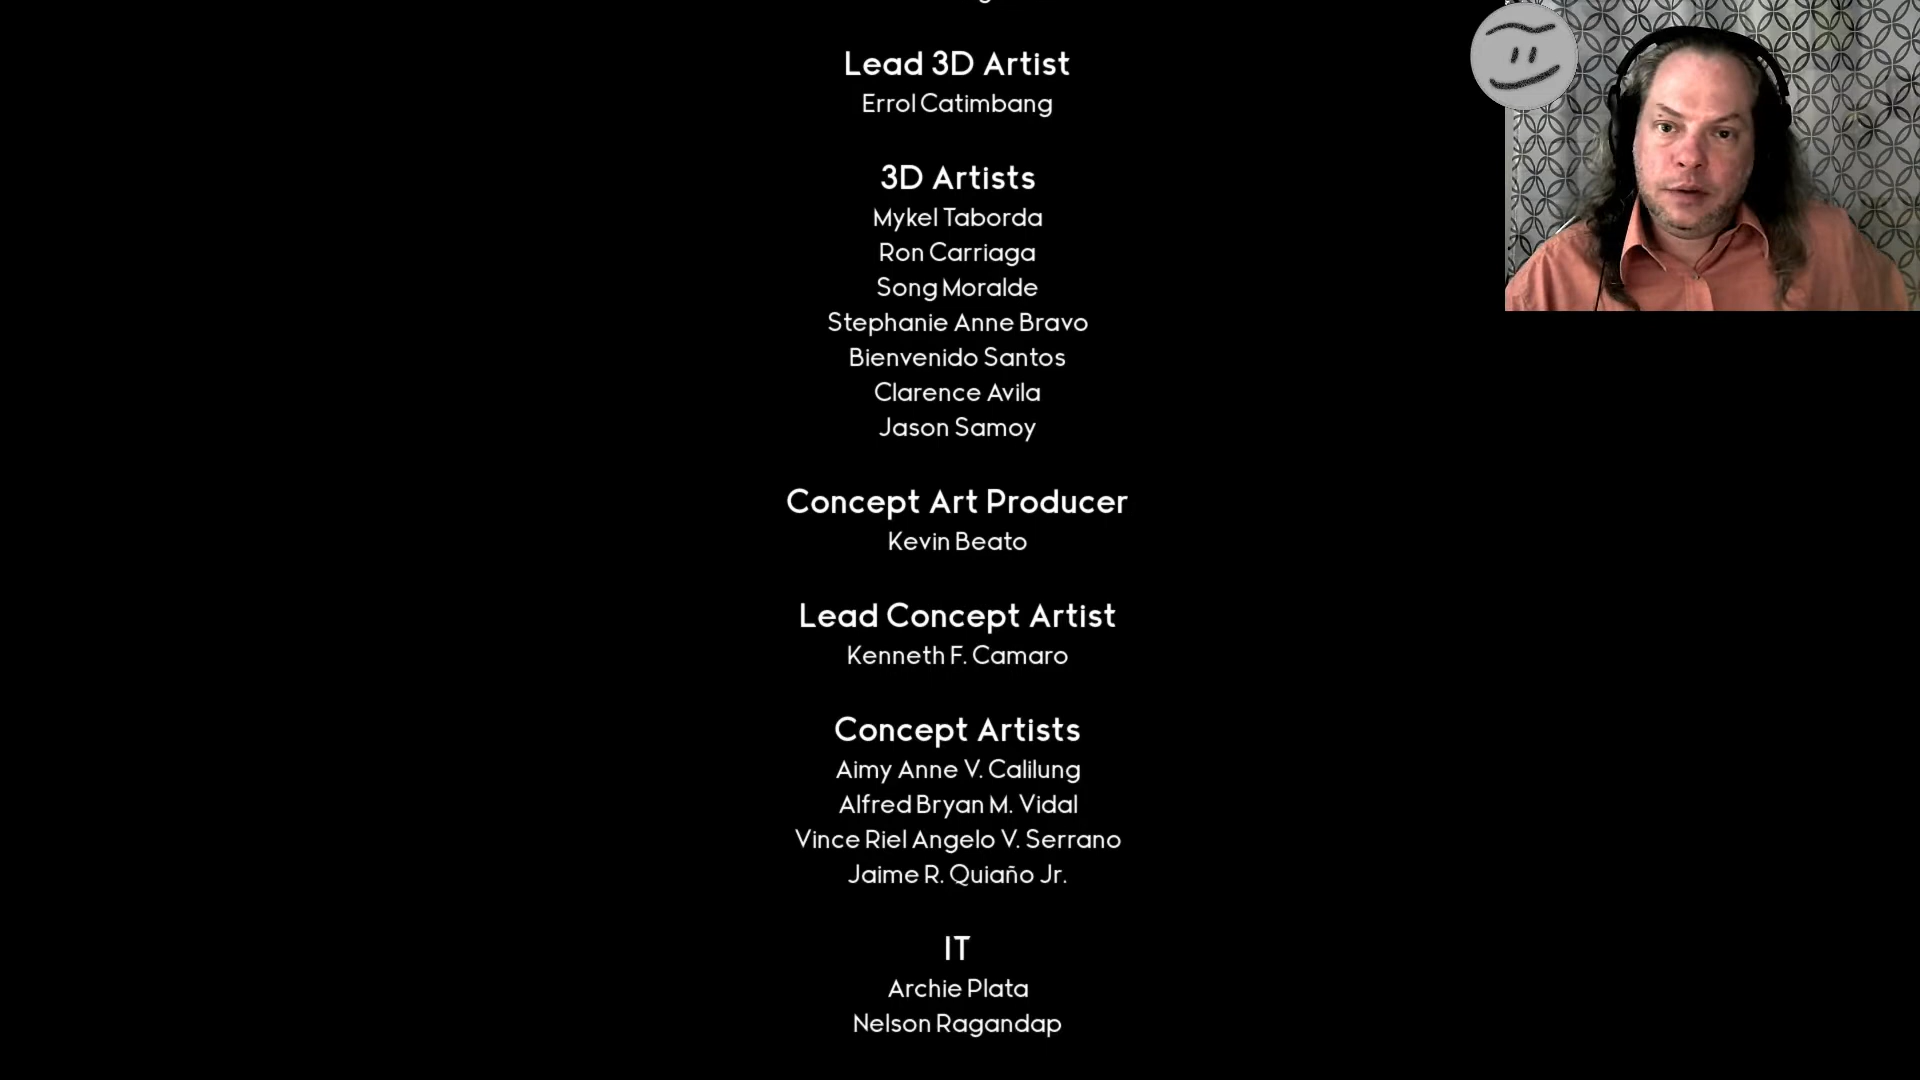 Lead 3D Artist
Errol Catimbang
3D Artists
Mykel Taborda
Ron Carriaga
Song Moralde
Stephanie Anne Bravo
Bienvenido Santos
Clarence Avila
Jason Samoy
Concept Art Producer
Kevin Beato
Lead Concept Artist
Kenneth F. Camaro
Concept Artists
Aimy Anne V. Calilung
Alfred Bryan M. Vidal
Vince Riel Angelo V. Serrano
Jaime R. Quiaño Jr.
IT
Archie Plata
Nelson Ragandap